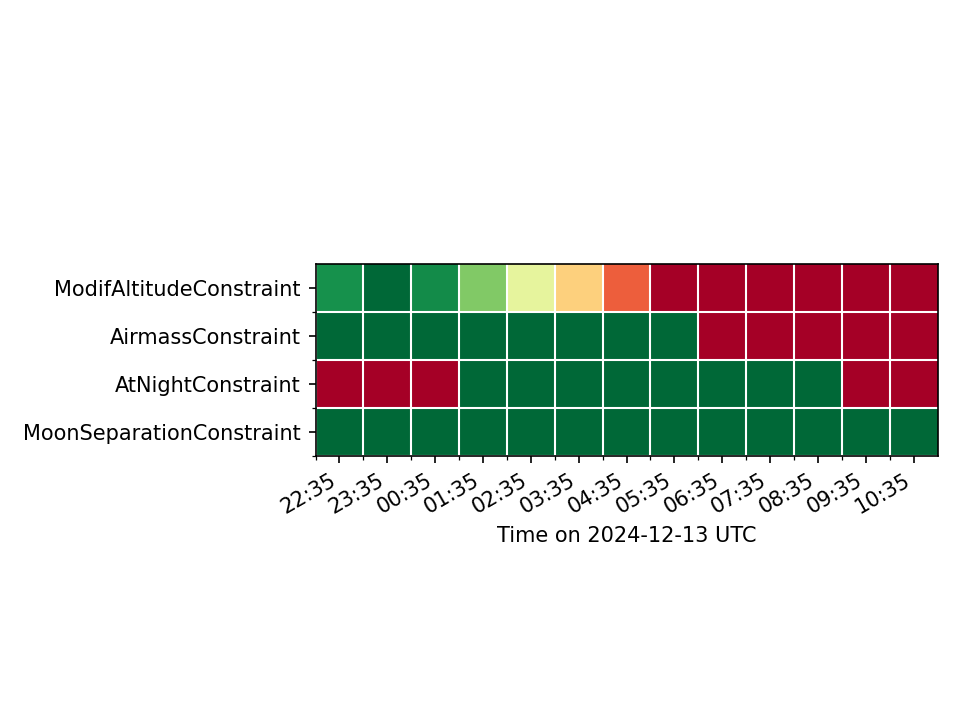 ModifAltitudeConstraint
AirmassConstraint
AtNightConstraint
MoonSeparationConstraint
22:35 23:35 00:35 01:35 02:35 03:35 04:35 05:35 06:35 07:35 08:35 09:35 10:35
Time on 2024-12-13 UTC